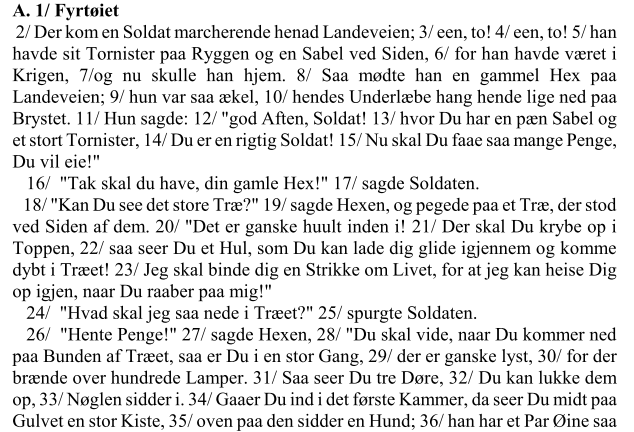 A. 1/ Fyrtøiet
2/ Der kom en Soldat marcherende henad Landeveien; 3/ een, to! 4/ een, to! 5/ han
havde sit Tornister paa Ryggen og en Sabel ved Siden, 6/ for han havde været i
Krigen, 7/og nu skulle han hjem. 8/ Saa mødte han en gammel Hex paa
Landeveien; 9/ hun var saa ækel, 10/ hendes Underlæbe hang hende lige ned paa
Brystet. 11/ Hun sagde: 12/ "god Aften, Soldat! 13/ hvor Du har en pæn Sabel og
et stort Tornister, 14/ Du er en rigtig Soldat! 15/ Nu skal Du faae saa mange Penge,
Du vil eie!"
16/ "Tak skal du have, din gamle Hex!" 17/ sagde Soldaten.
18/ "Kan Du see det store Træ?" 19/ sagde Hexen, og pegede paa et Træ, der stod
ved Siden af dem. 20/ "Det er ganske huult inden i! 21/ Der skal Du krybe op i
Toppen, 22/ saa seer Du et Hul, som Du kan lade dig glide igjennem og komme
dybt i Træet! 23/ Jeg skal binde dig en Strikke om Livet, for at jeg kan heise Dig
op igjen, naar Du raaber paa mig!"
24/ "Hvad skal jeg saa nede i Træet?" 25/ spurgte Soldaten.
26/ "Hente Penge!" 27/ sagde Hexen, 28/ "Du skal vide, naar Du kommer ned
paa Bunden af Træet, saa er Du i en stor Gang, 29/ der er ganske lyst, 30/ for der
brænde over hundrede Lamper. 31/ Saa seer Du tre Døre, 32/ Du kan lukke dem
op, 33/ Nøglen sidder i. 34/ Gaaer Du ind i det første Kammer, da seer Du midt paa
Gulvet en stor Kiste, 35/ oven paa den sidder en Hund; 36/ han har et Par Øine saa